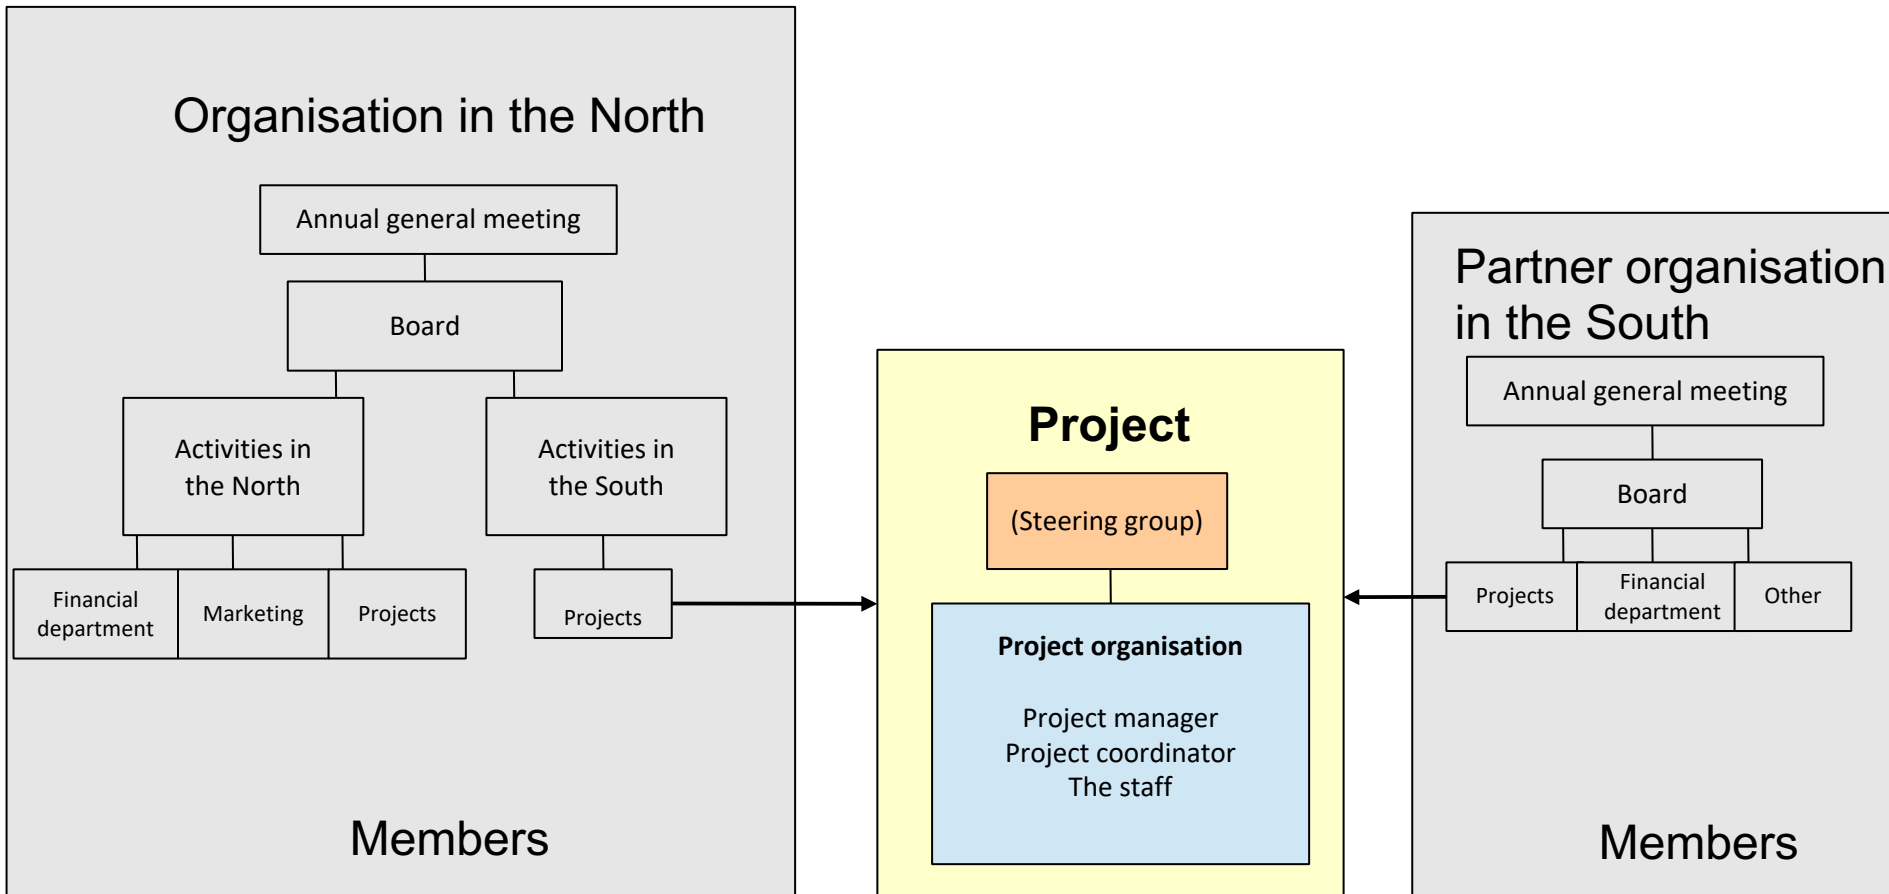 Organisation in the North
Annual general meeting
Board
Activities in
the North
Activities in
the South
Financial
department
Marketing
Projects
Projects
Members
Project
(Steering group)
Project organisation
Project manager
Project coordinator
The staff
Partner organisation
in the South
Annual general meeting
Board
Projects
Financial
department
Other
Members